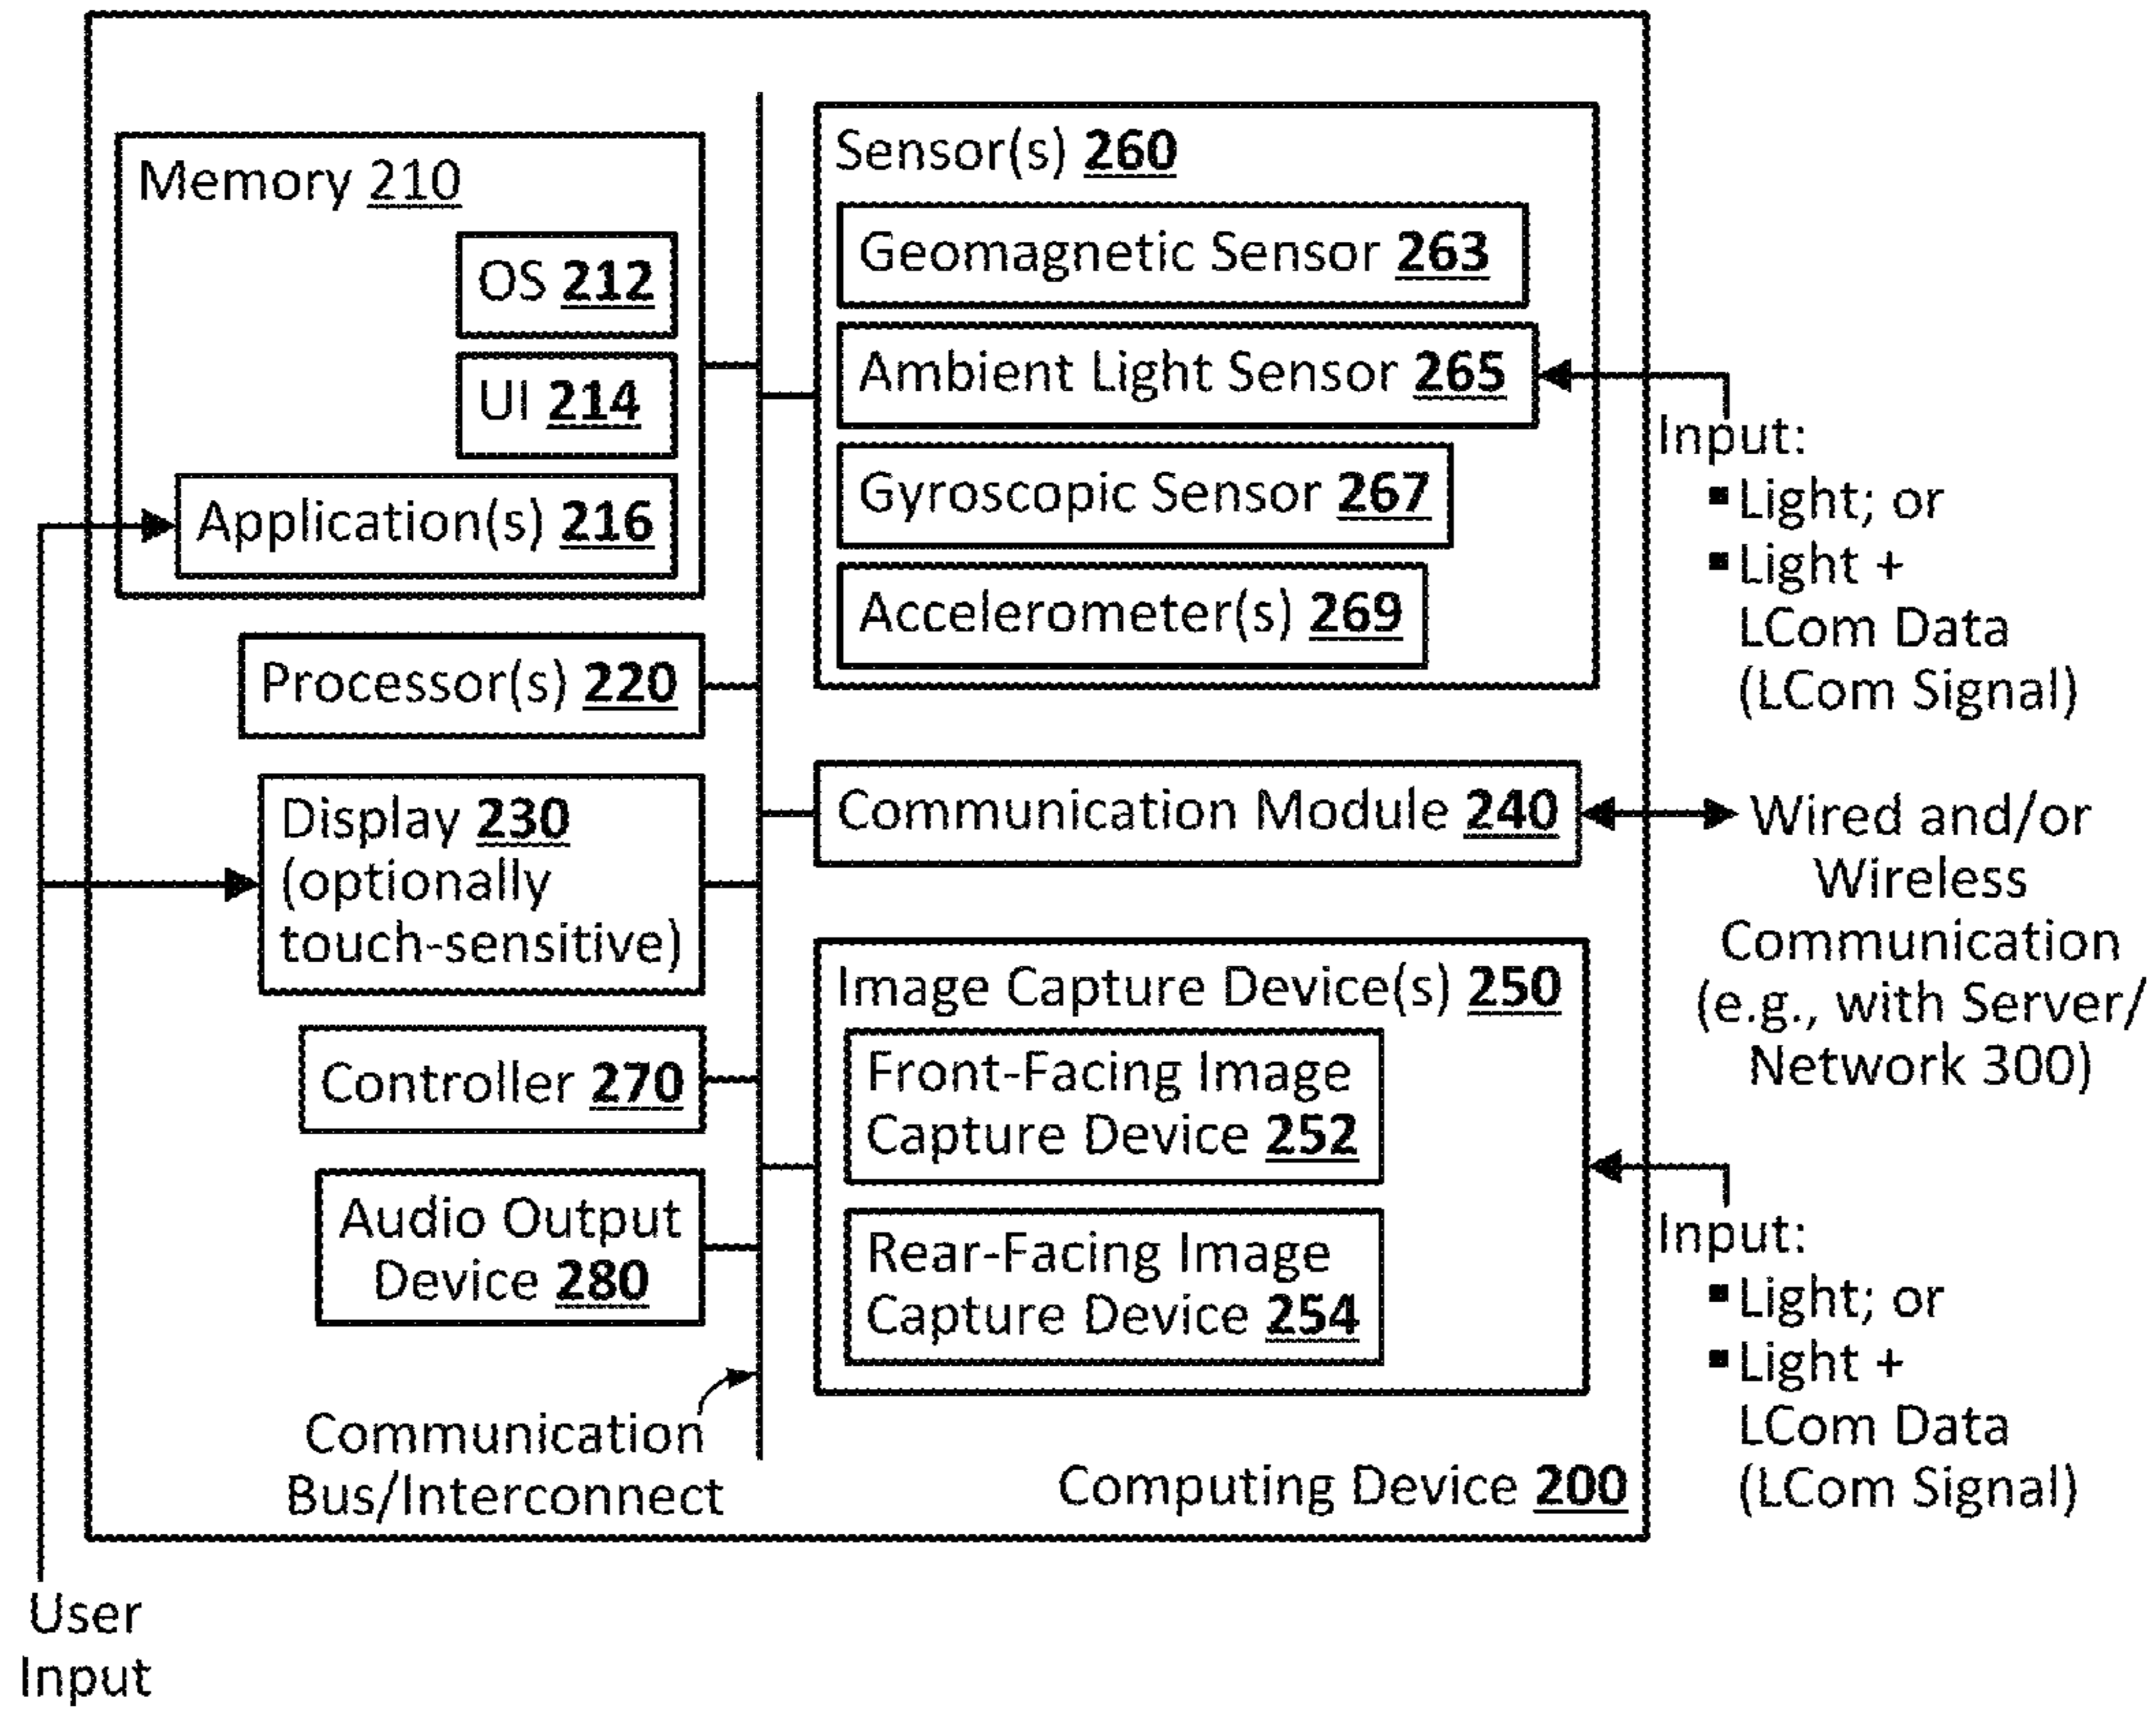 Memory 210
OS 212
UI 214
Application(s) 216
Processor(s) 220
Display 230
(optionally
touch-sensitive)
Controller 270
Audio Output
Device 280
Communication
Bus/Interconnect
Sensor(s) 260
Geomagnetic Sensor 263
Ambient Light Sensor 265
Gyroscopic Sensor 267
Accelerometer(s) 269
Communication Module 240
Image Capture Device(s) 250
Front-Facing Image
Capture Device 252
Rear-Facing Image
Capture Device 254
Computing Device 200
Input:
▪ Light; or
▪ Light +
LCom Data
(LCom Signal)
Wired and/or
Wireless
Communication
(e.g., with Server/
Network 300)
Input:
▪ Light; or
▪ Light +
LCom Data
(LCom Signal)
User
Input